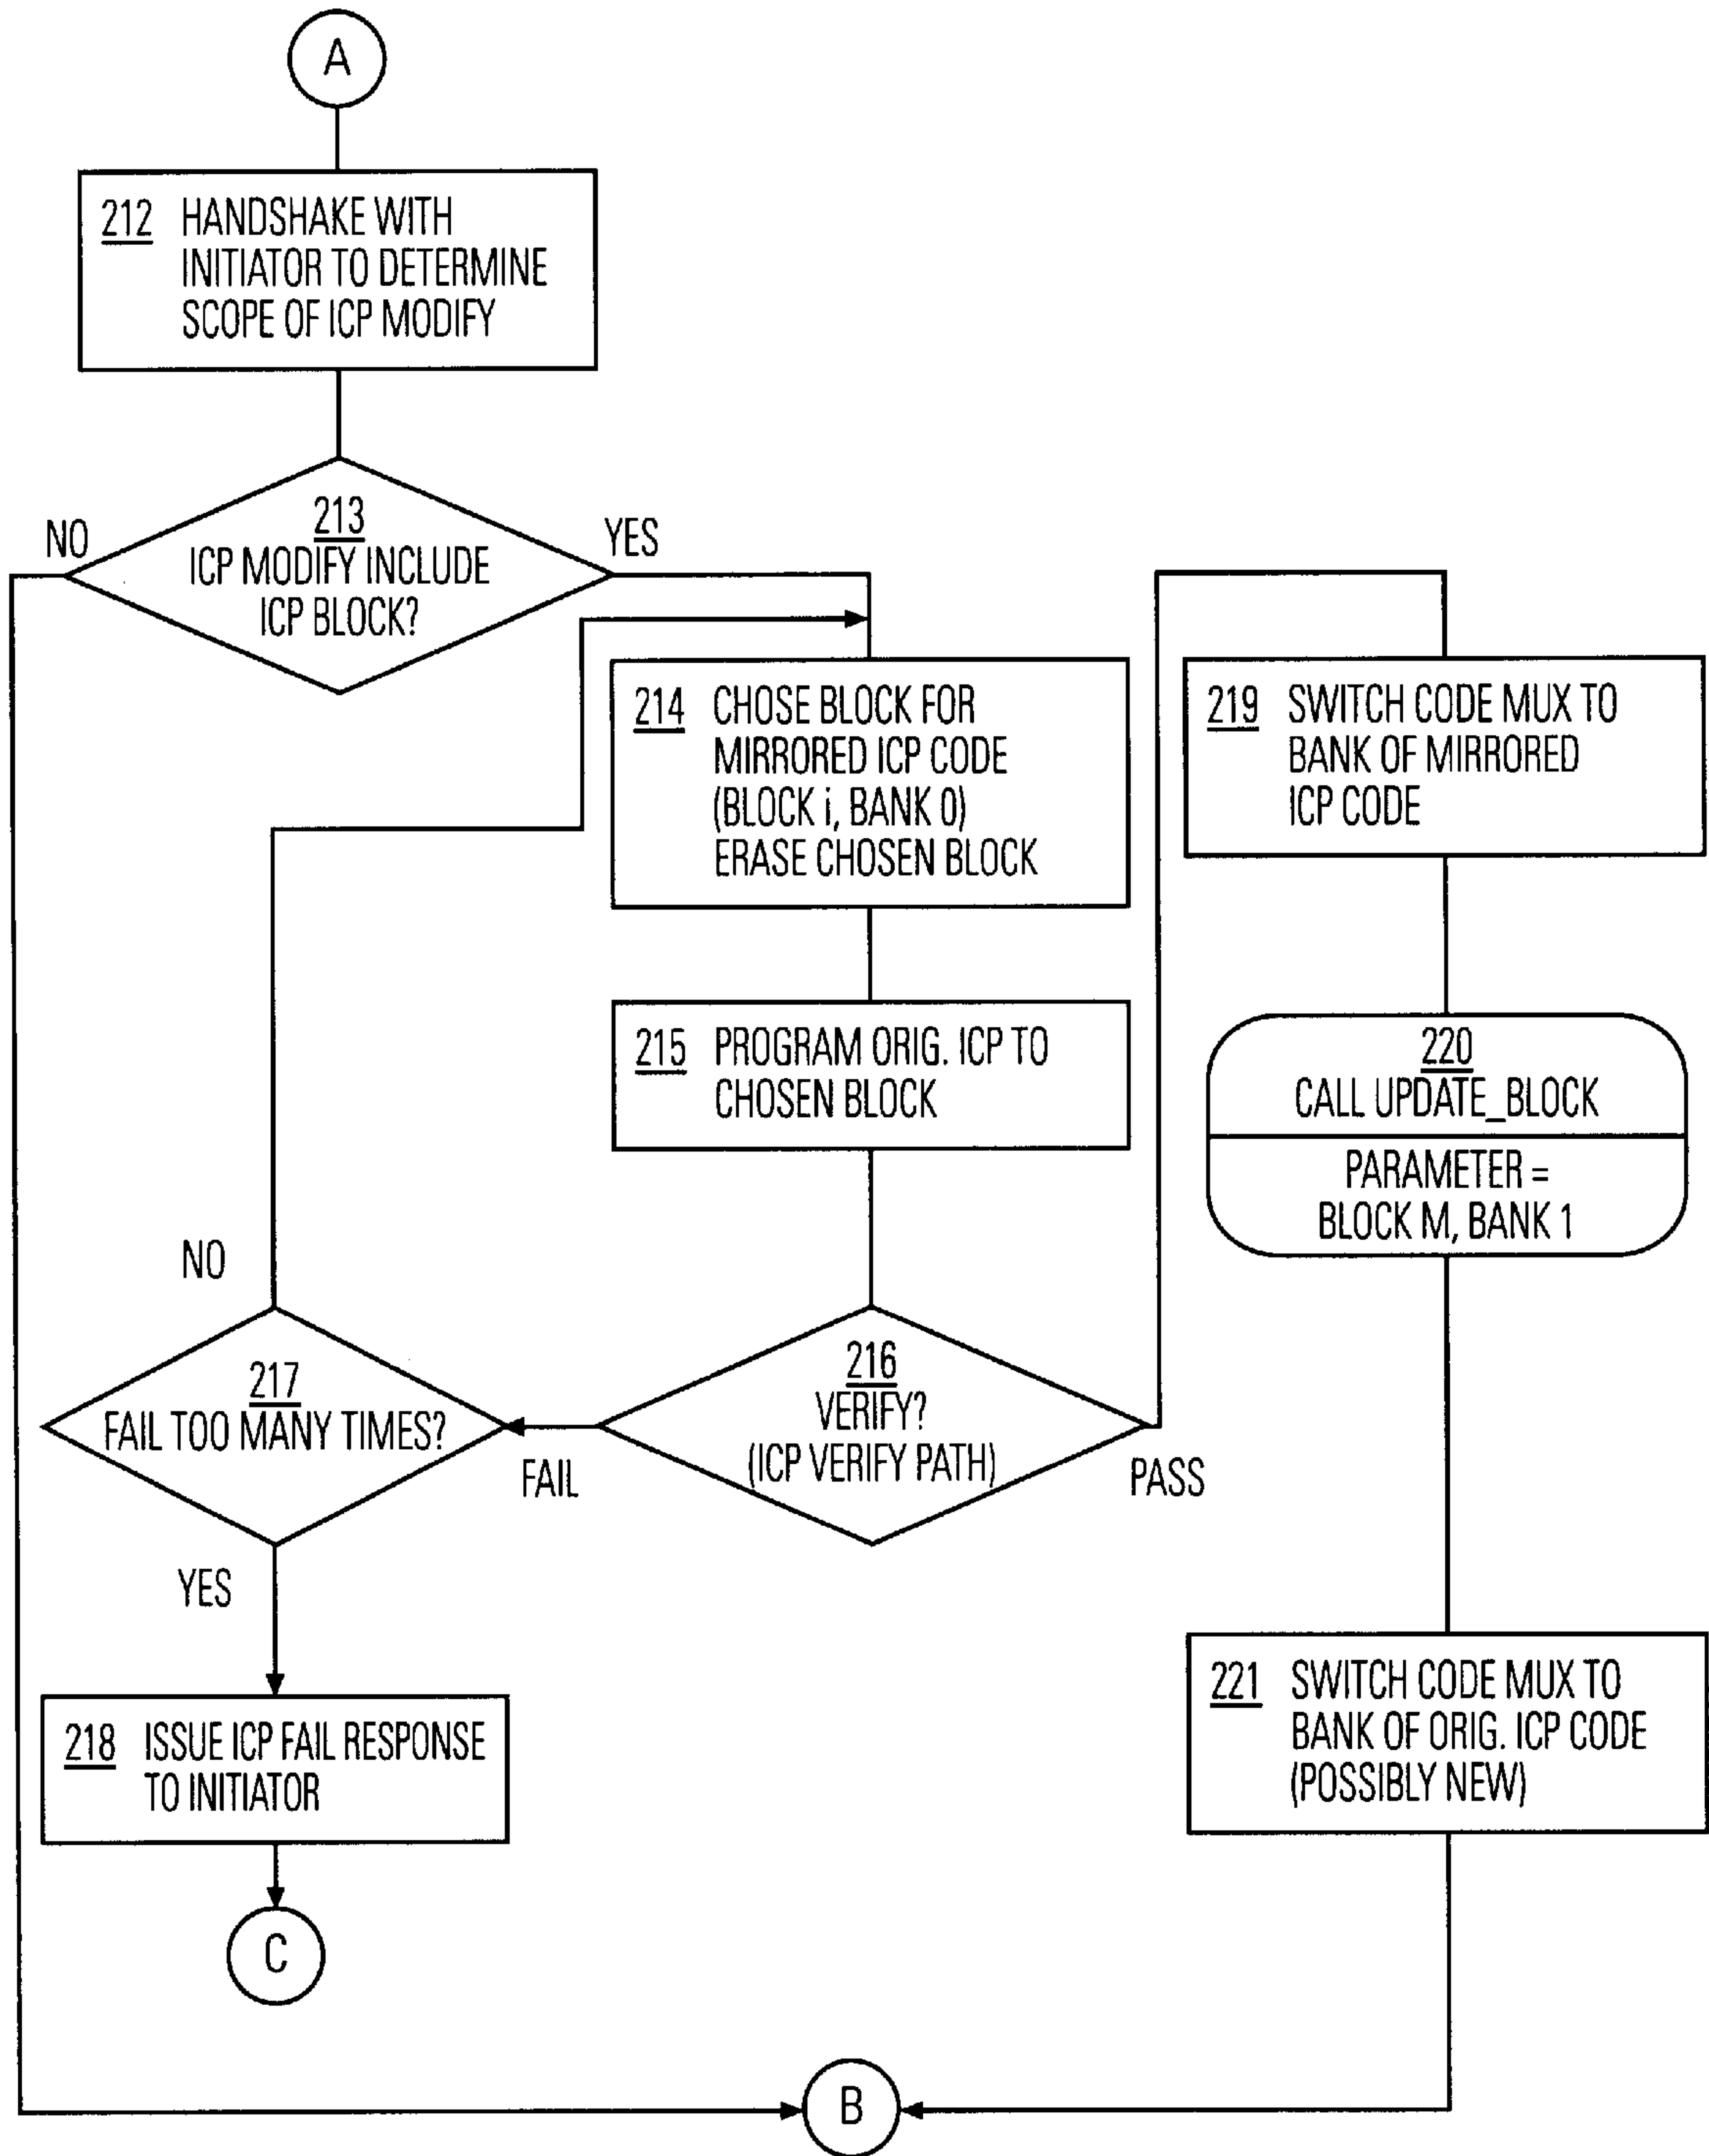 A
212 HANDSHAKE WITH
INITIATOR TO DETERMINE
SCOPE OF ICP MODIFY
213
ICP MODIFY INCLUDE
ICP BLOCK?
NO
YES
214 CHOSE BLOCK FOR
MIRRORED ICP CODE
(BLOCK i, BANK 0)
ERASE CHOSEN BLOCK
215 PROGRAM ORIG. ICP TO
CHOSEN BLOCK
216
VERIFY?
(ICP VERIFY PATH)
FAIL
PASS
217
FAIL TOO MANY TIMES?
NO
YES
218 ISSUE ICP FAIL RESPONSE
TO INITIATOR
C
219 SWITCH CODE MUX TO
BANK OF MIRRORED
ICP CODE
220
CALL UPDATE_BLOCK
PARAMETER =
BLOCK M, BANK 1
221 SWITCH CODE MUX TO
BANK OF ORIG. ICP CODE
(POSSIBLY NEW)
B